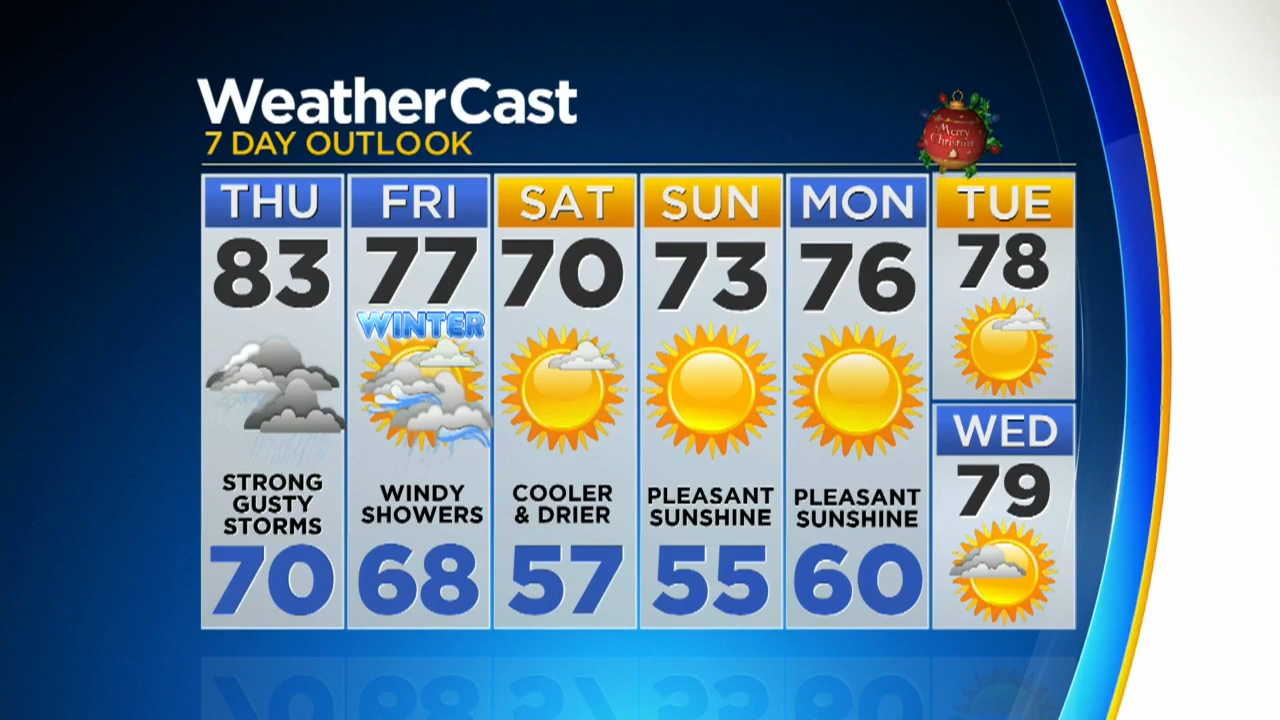 WeatherCast
7 DAY OUTLOOK
Merry
Christmas
THU
83
STRONG
GUSTY
STORMS
70
FRI
77
WINTER
WINDY
SHOWERS
68
SAT
70
COOLER
& DRIER
57
SUN
73
PLEASANT
SUNSHINE
55
MON
76
PLEASANT
SUNSHINE
60
TUE
78
WED
79